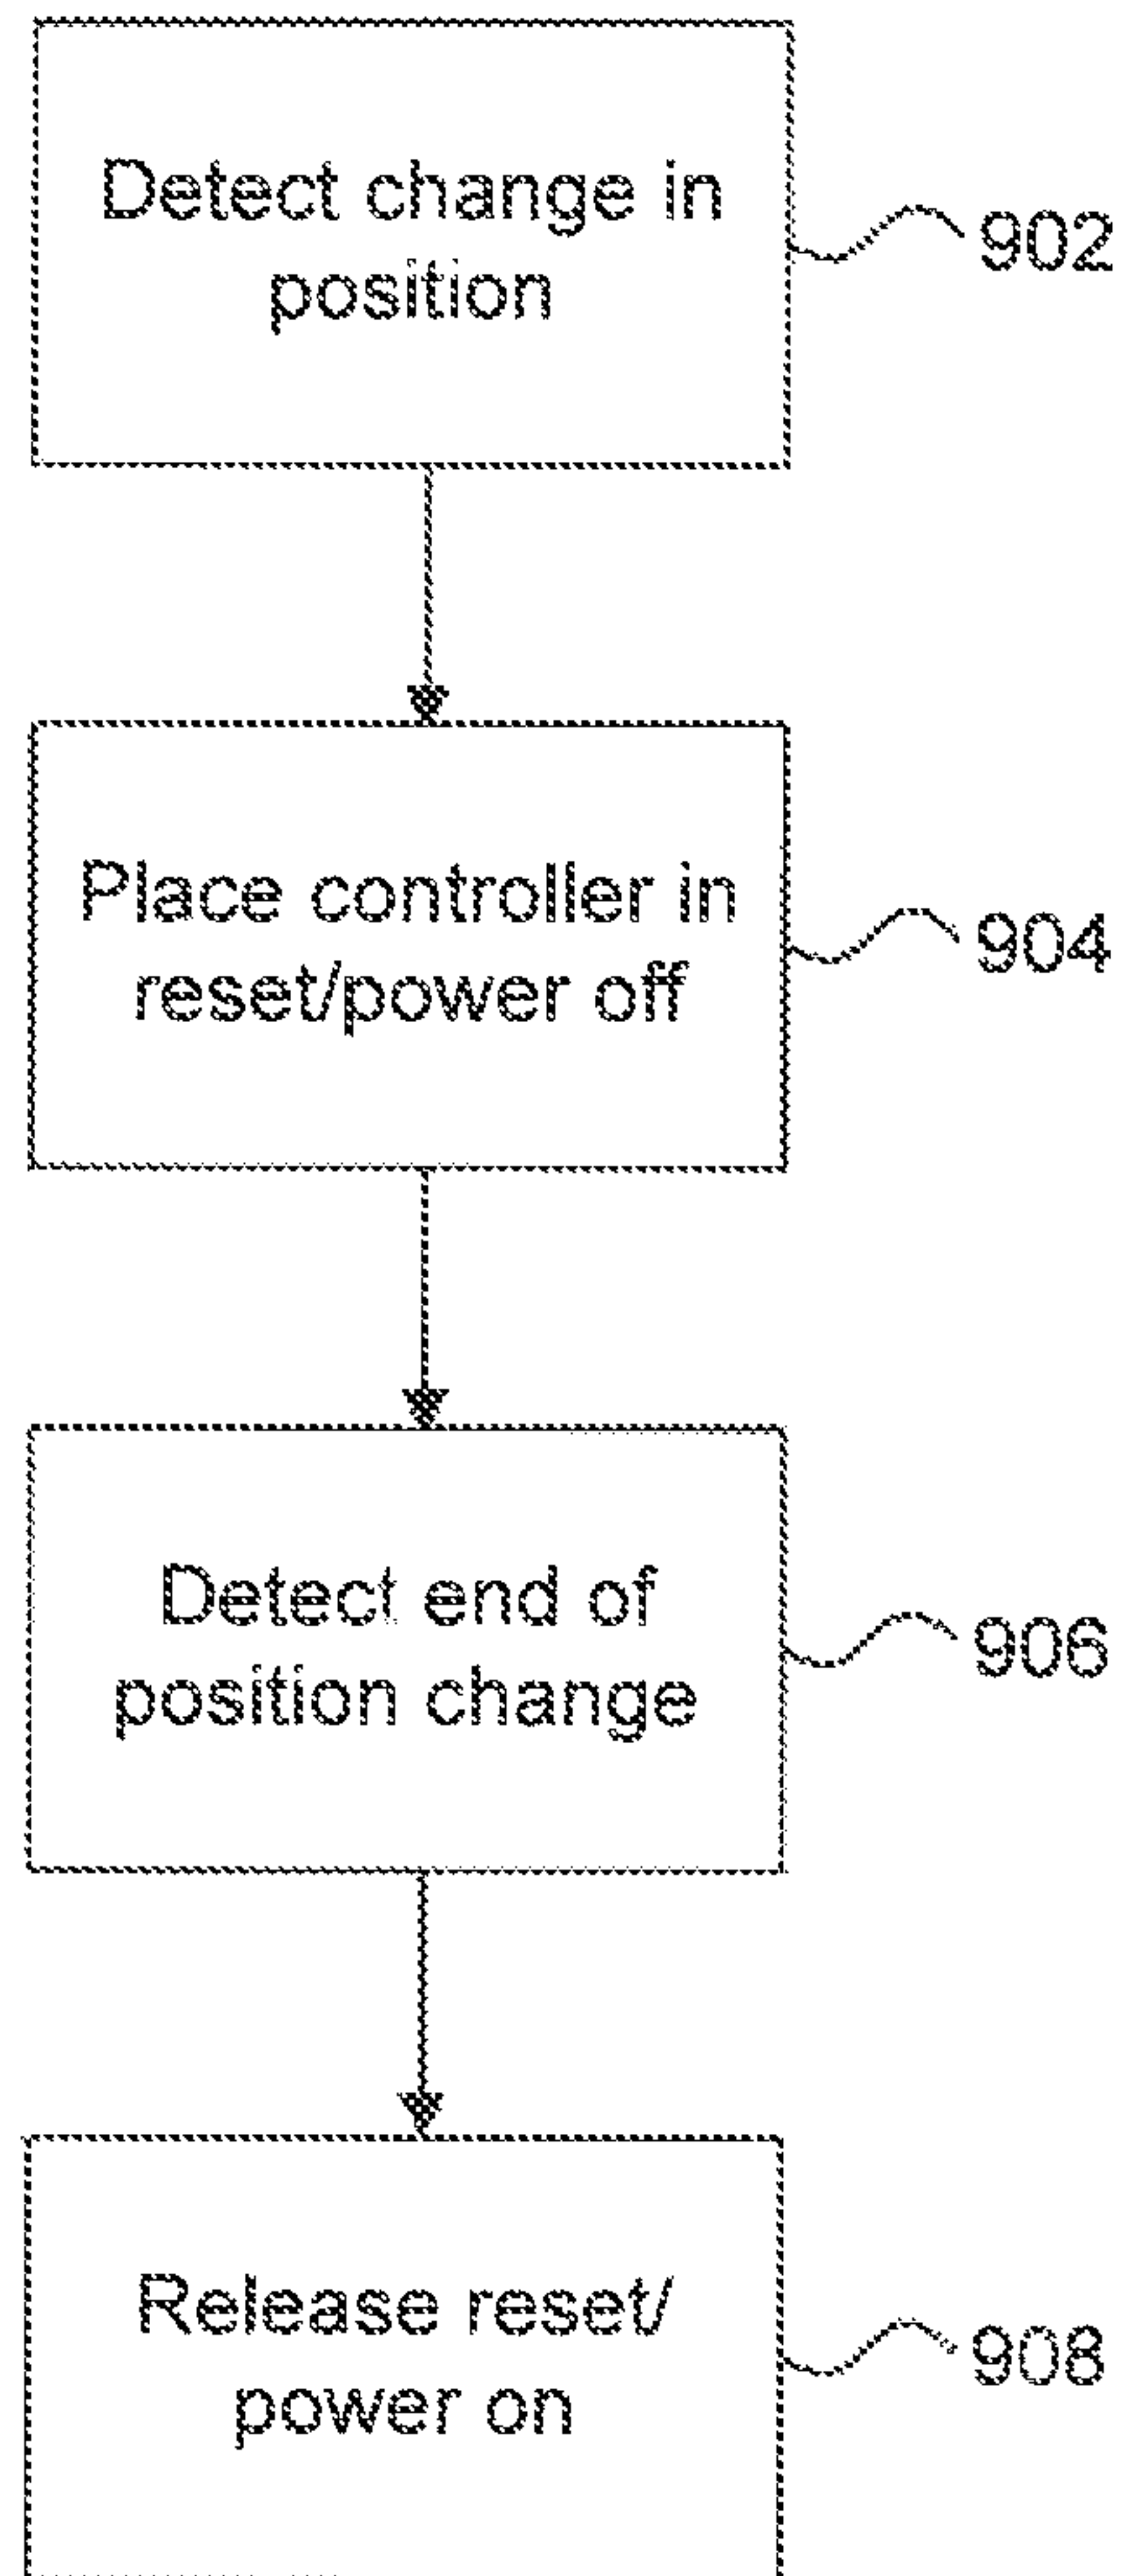 Detect change in
position
902
Place controller in
reset/power off
904
Detect end of
position change
906
Release reset/
power on
908